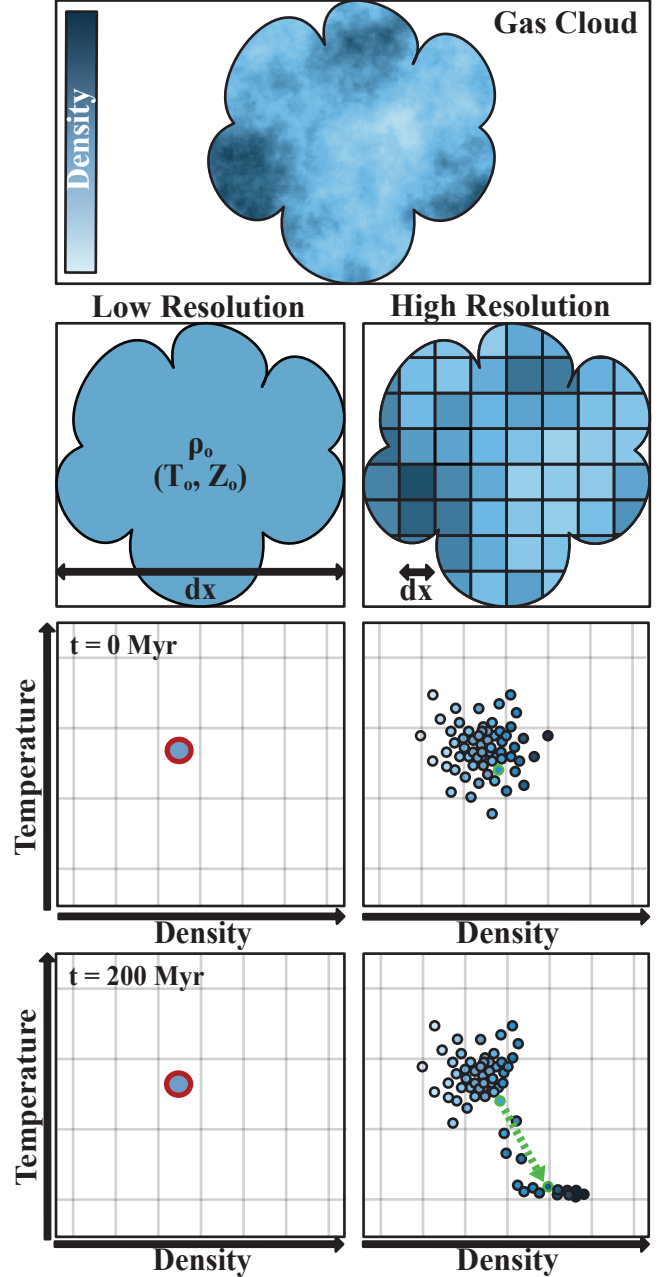 Gas Cloud
Density
Low Resolution
High Resolution
ρₒ
(Tₒ, Zₒ)
dx
dx
t = 0 Myr
Temperature
Density
Density
t = 200 Myr
Temperature
Density
Density